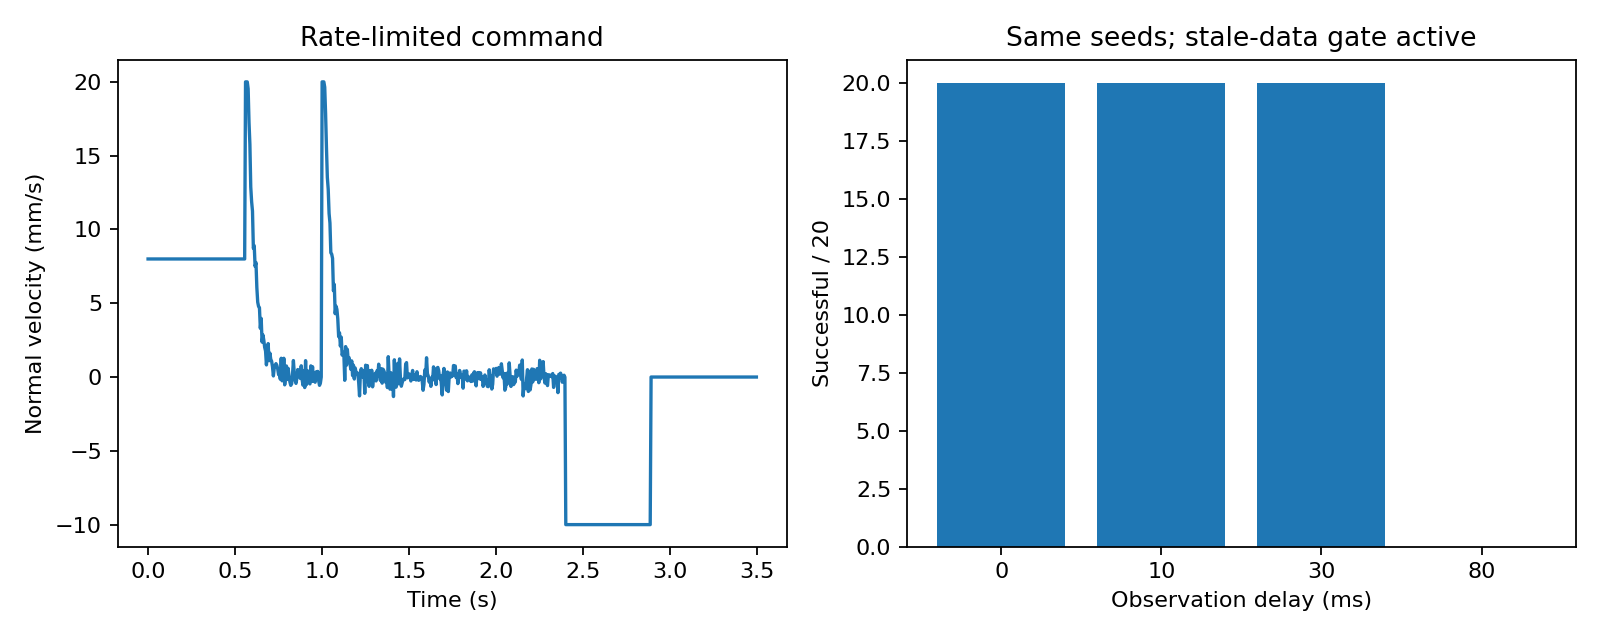 Rate-limited command
Normal velocity (mm/s)
20
15
10
5
0
−5
−10
0.0 0.5 1.0 1.5 2.0 2.5 3.0 3.5
Time (s)
Same seeds; stale-data gate active
Successful / 20
20.0
17.5
15.0
12.5
10.0
7.5
5.0
2.5
0.0
0 10 30 80
Observation delay (ms)